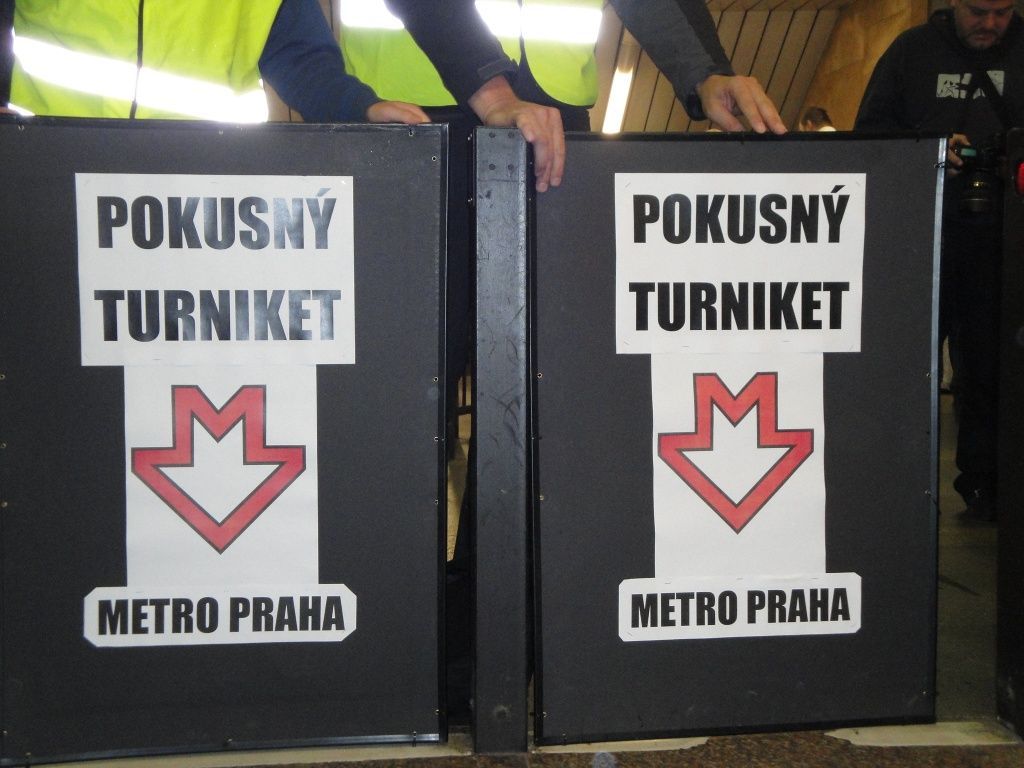 POKUSNÝ
TURNIKET
METRO PRAHA
POKUSNÝ
TURNIKET
METRO PRAHA